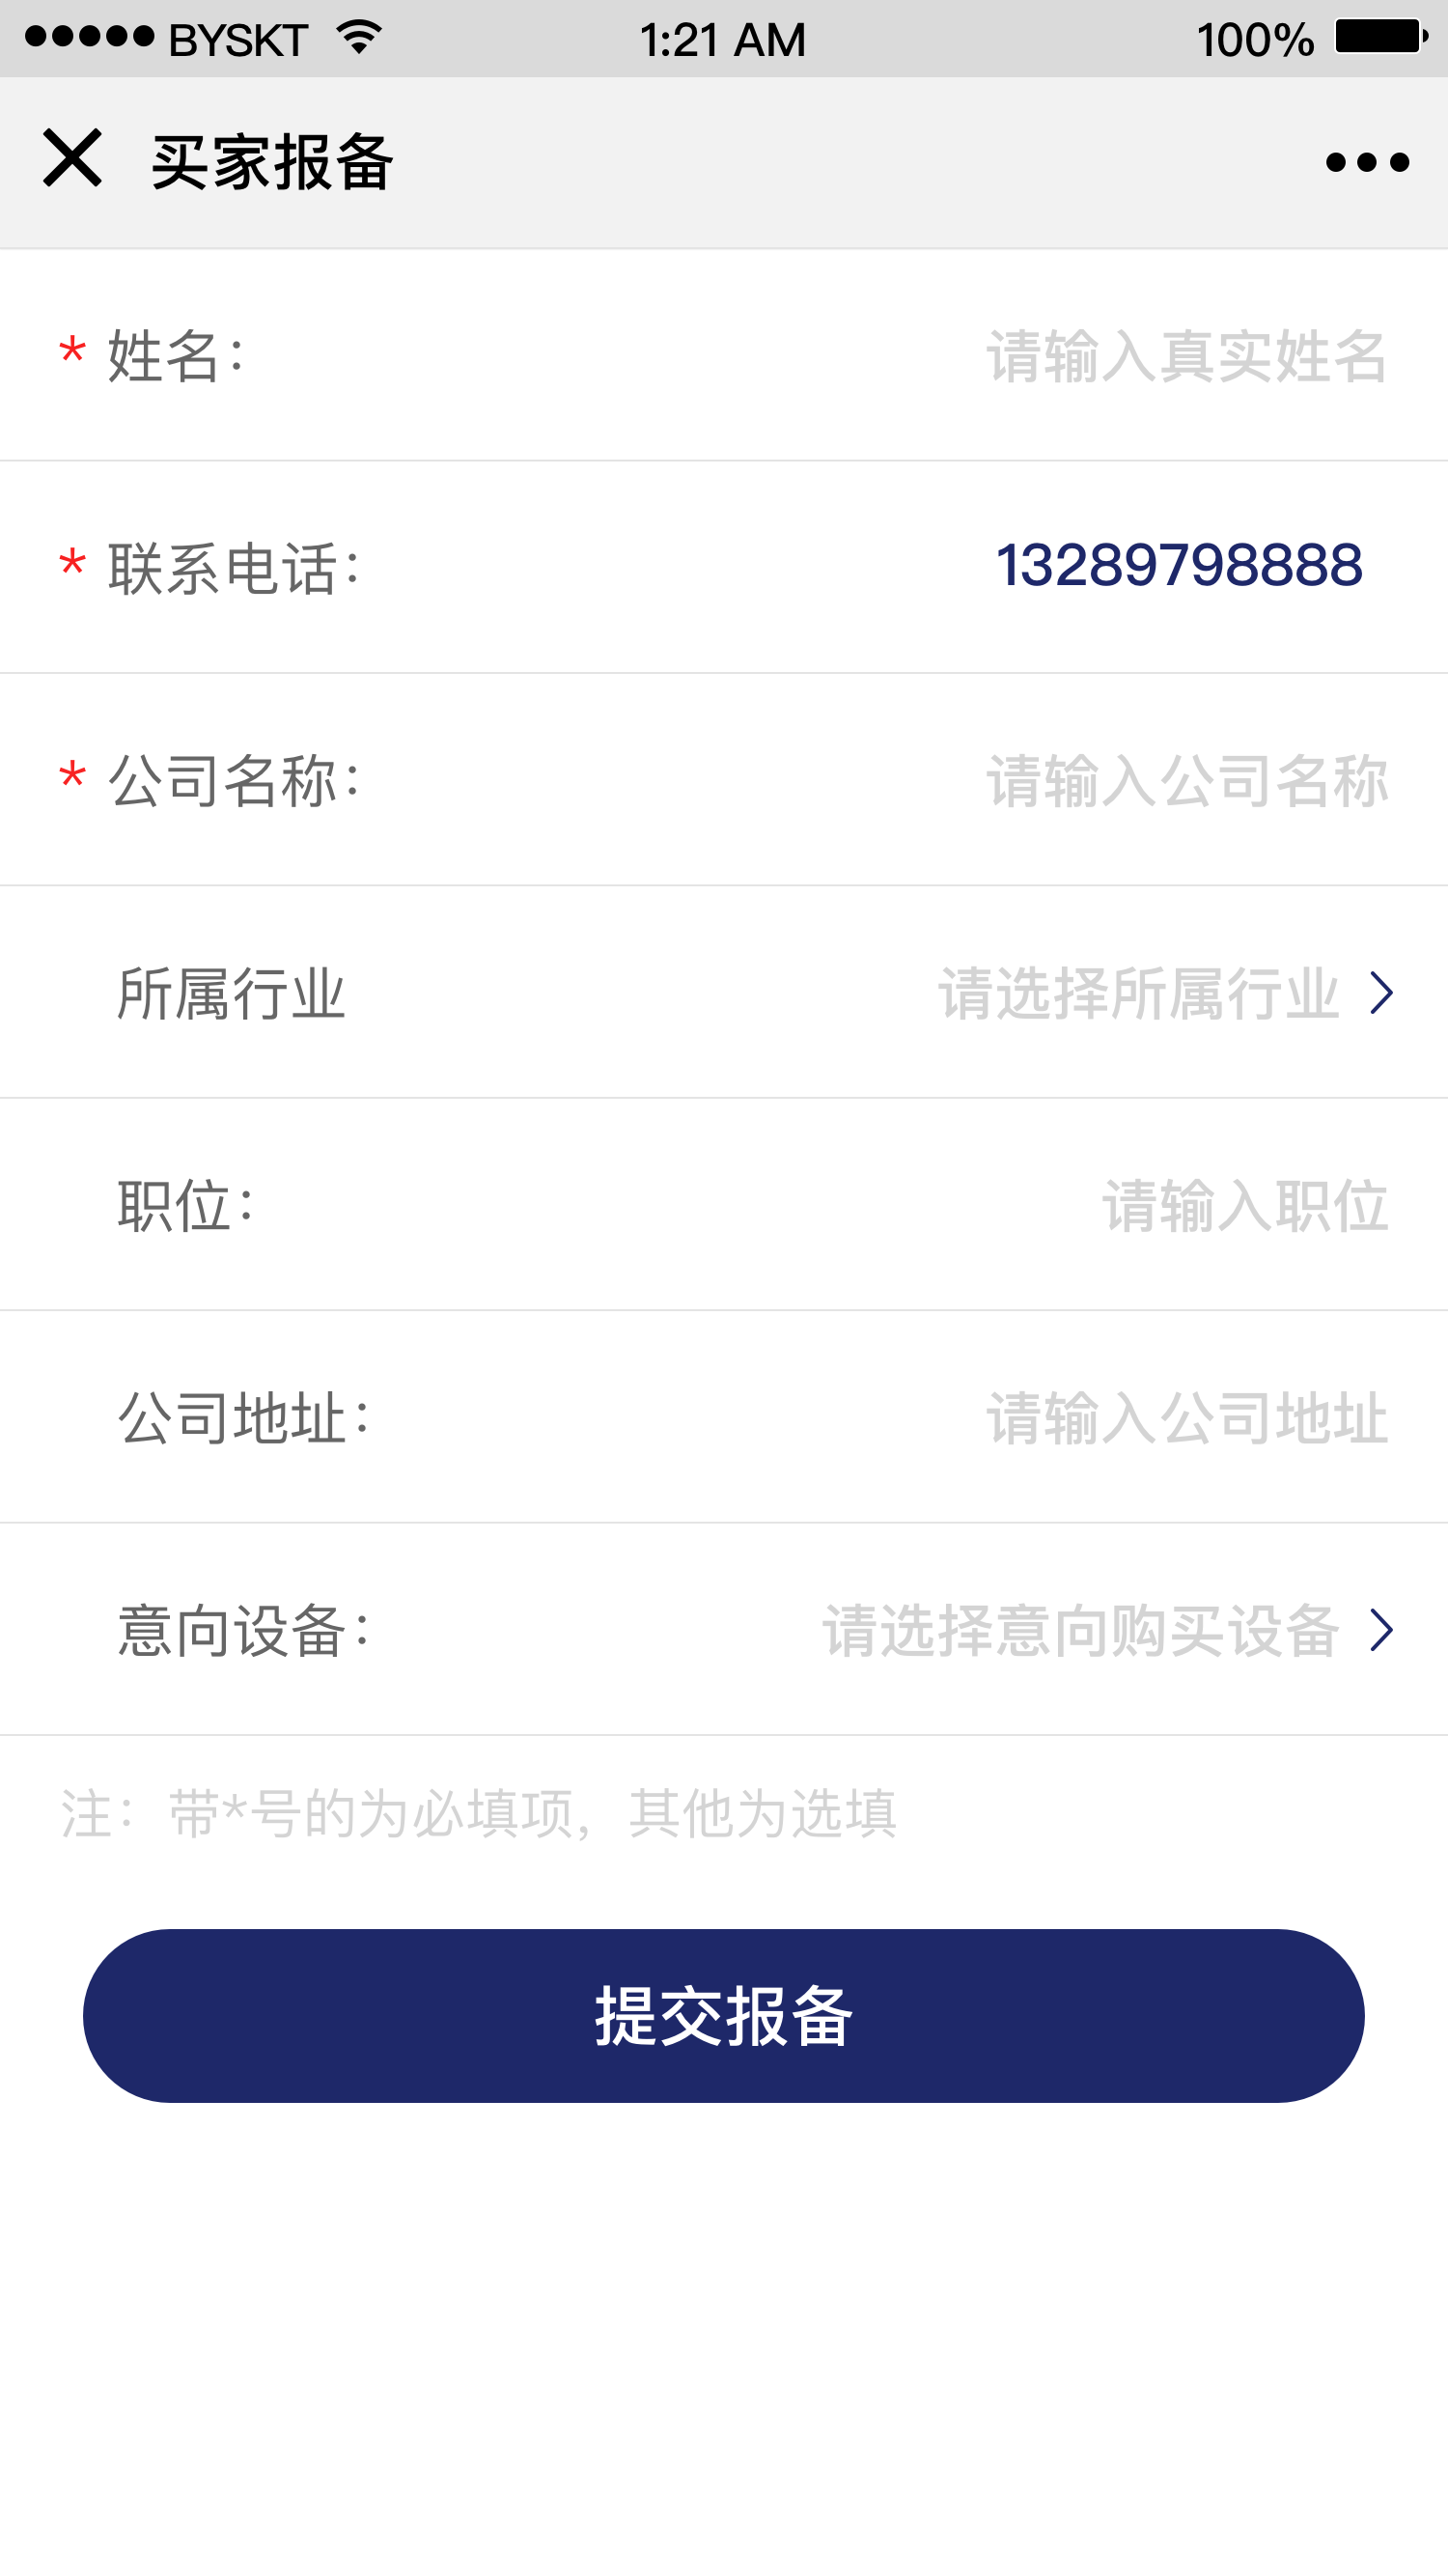 BYSKT 1:21 AM 100%
买家报备
* 姓名： 请输入真实姓名
* 联系电话： 13289798888
* 公司名称： 请输入公司名称
所属行业 请选择所属行业
职位： 请输入职位
公司地址： 请输入公司地址
意向设备： 请选择意向购买设备
注：带*号的为必填项，其他为选填
提交报备